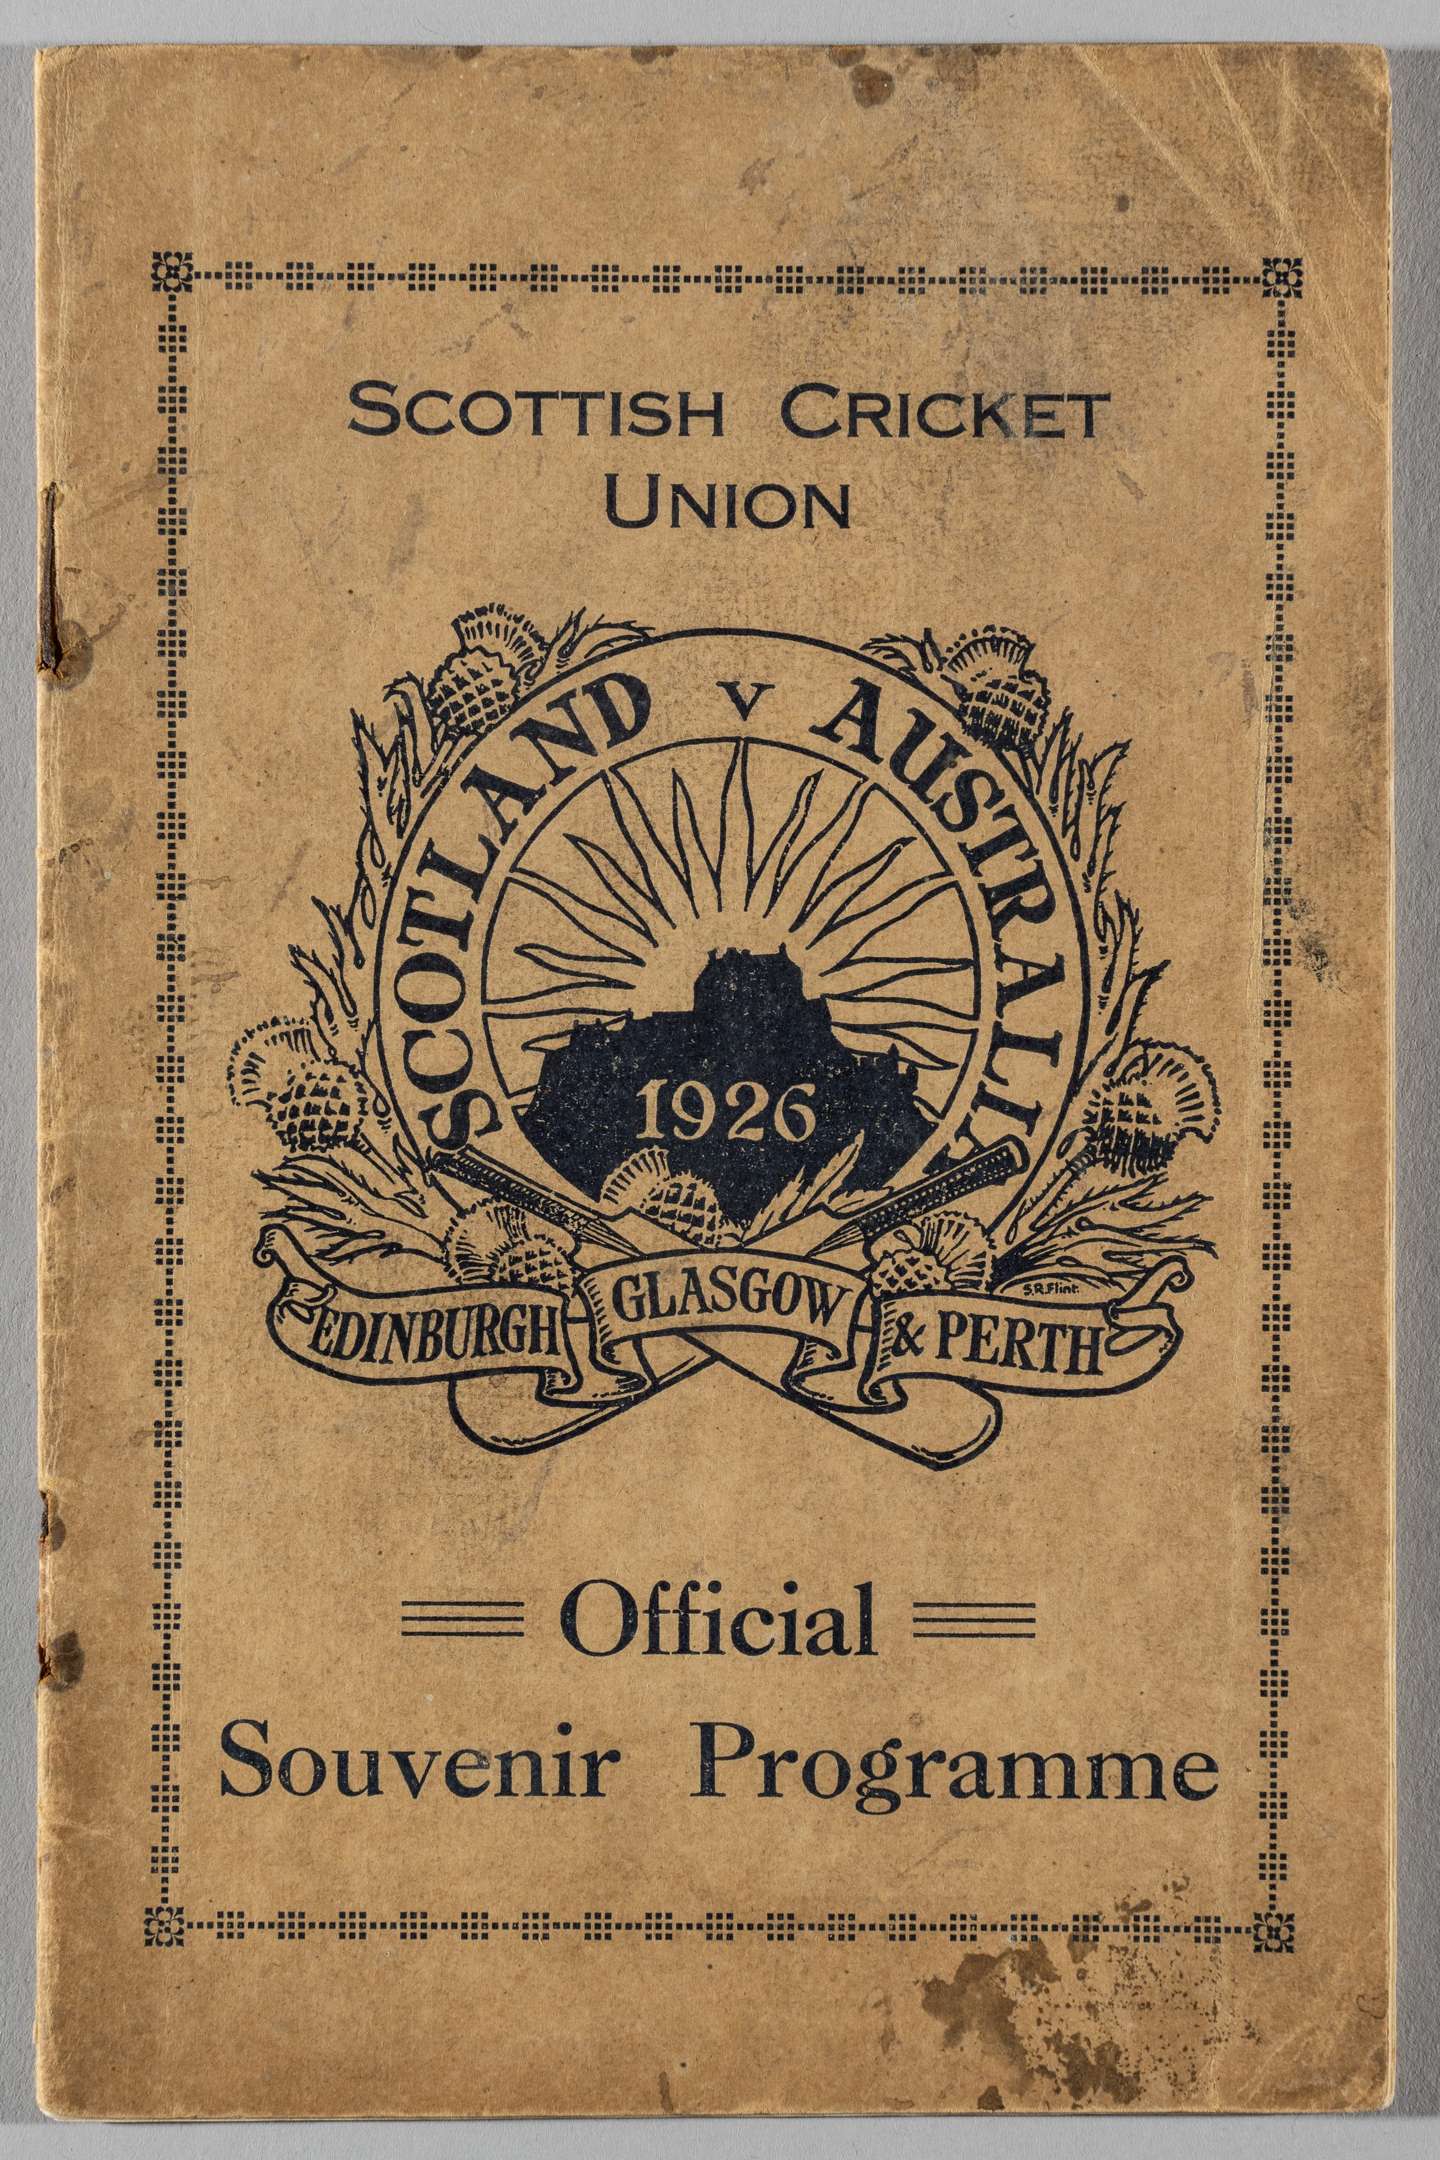 SCOTTISH CRICKET
UNION
SCOTLAND V AUSTRALIA
1926
EDINBURGH GLASGOW & PERTH
S.R.Flint.
Official
Souvenir Programme